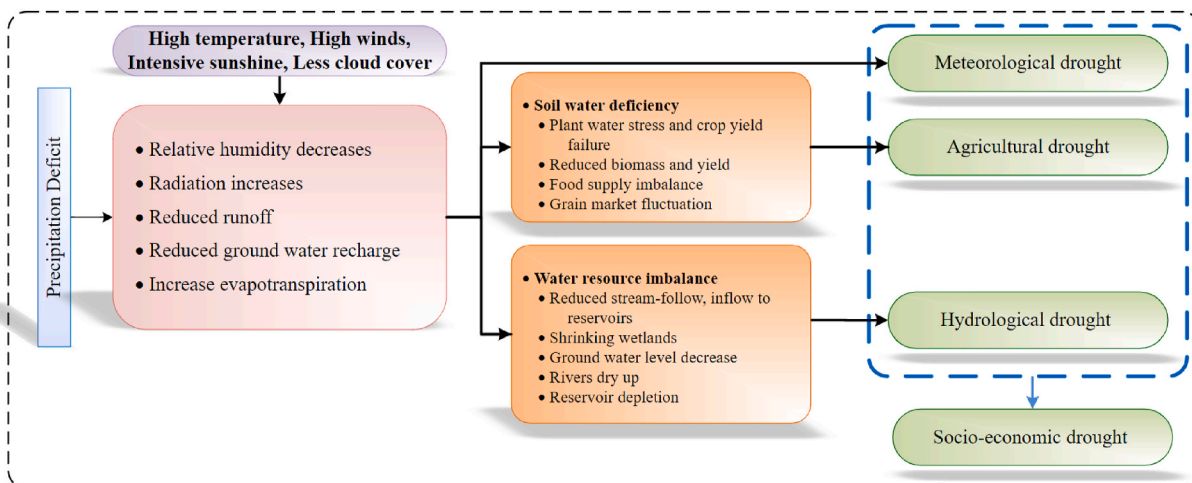 High temperature, High winds,
Intensive sunshine, Less cloud cover
Precipitation Deficit
• Relative humidity decreases
• Radiation increases
• Reduced runoff
• Reduced ground water recharge
• Increase evapotranspiration
• Soil water deficiency
• Plant water stress and crop yield
failure
• Reduced biomass and yield
• Food supply imbalance
• Grain market fluctuation
• Water resource imbalance
• Reduced stream-follow, inflow to
reservoirs
• Shrinking wetlands
• Ground water level decrease
• Rivers dry up
• Reservoir depletion
Meteorological drought
Agricultural drought
Hydrological drought
Socio-economic drought